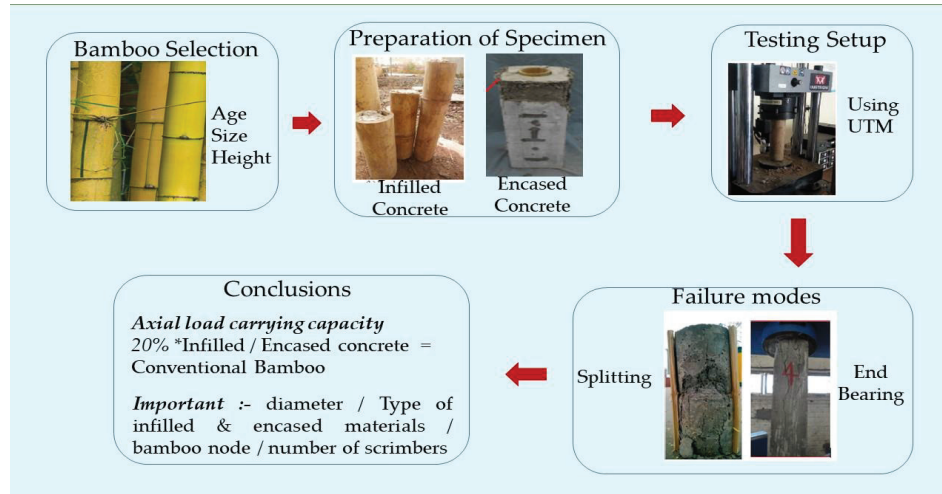 Bamboo Selection
Age
Size
Height
Preparation of Specimen
Infilled
Concrete
Encased
Concrete
Testing Setup
Using
UTM
Failure modes
Splitting
End
Bearing
4
Conclusions
Axial load carrying capacity
20% *Infilled / Encased concrete =
Conventional Bamboo
Important :- diameter / Type of
infilled & encased materials /
bamboo node / number of scrimbers